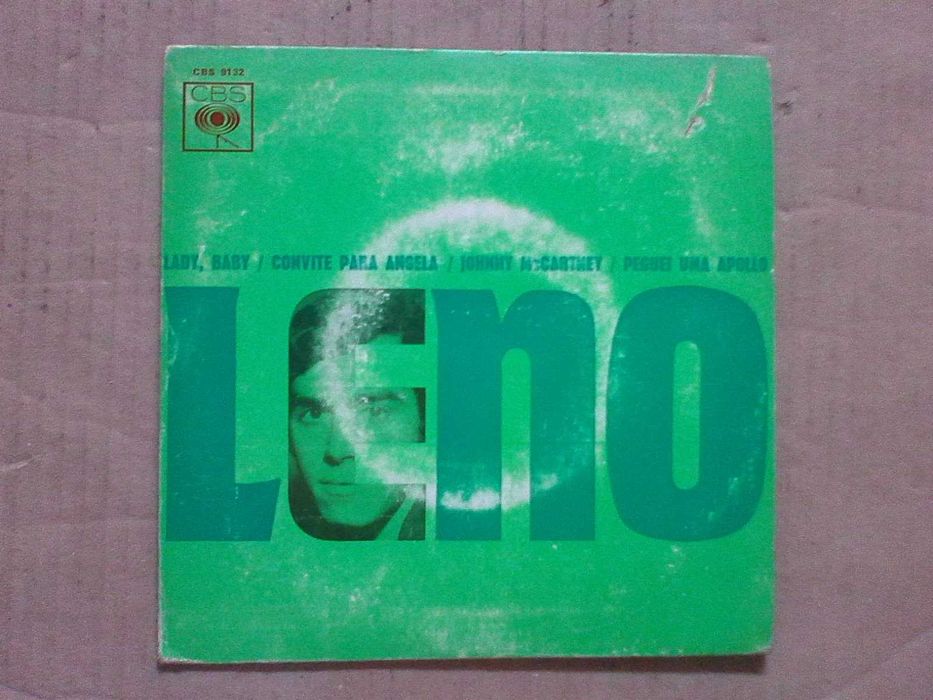 CBS 9132
CBS
LADY, BABY / CONVITE PARA ANGELA / JOHNNY McCARTNEY / PEGUEI UMA APOLLO
Leno